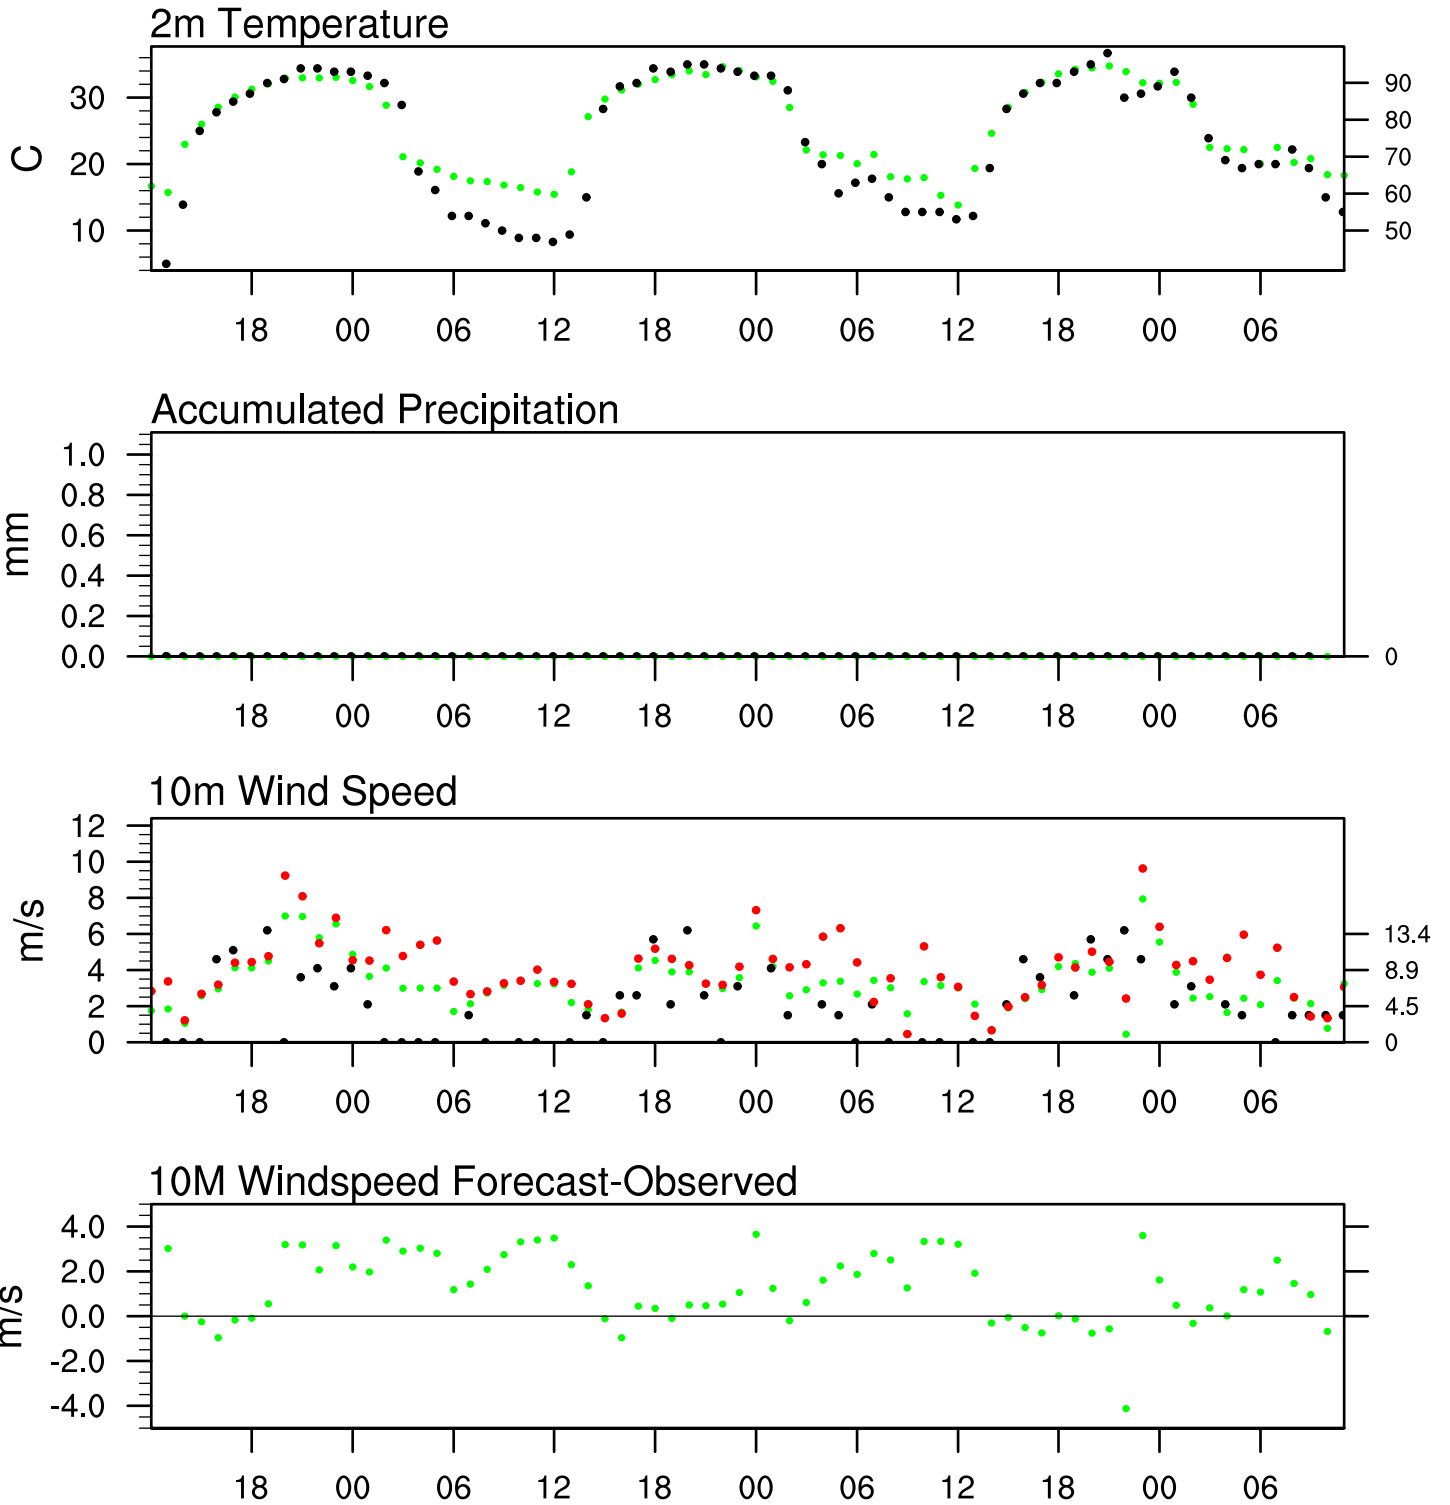 2m Temperature
C
30
20
10
90
80
70
60
50
18 00 06 12 18 00 06 12 18 00 06
Accumulated Precipitation
mm
1.0
0.8
0.6
0.4
0.2
0.0
0
18 00 06 12 18 00 06 12 18 00 06
10m Wind Speed
m/s
12
10
8
6
4
2
0
13.4
8.9
4.5
0
18 00 06 12 18 00 06 12 18 00 06
10M Windspeed Forecast-Observed
m/s
4.0
2.0
0.0
-2.0
-4.0
18 00 06 12 18 00 06 12 18 00 06